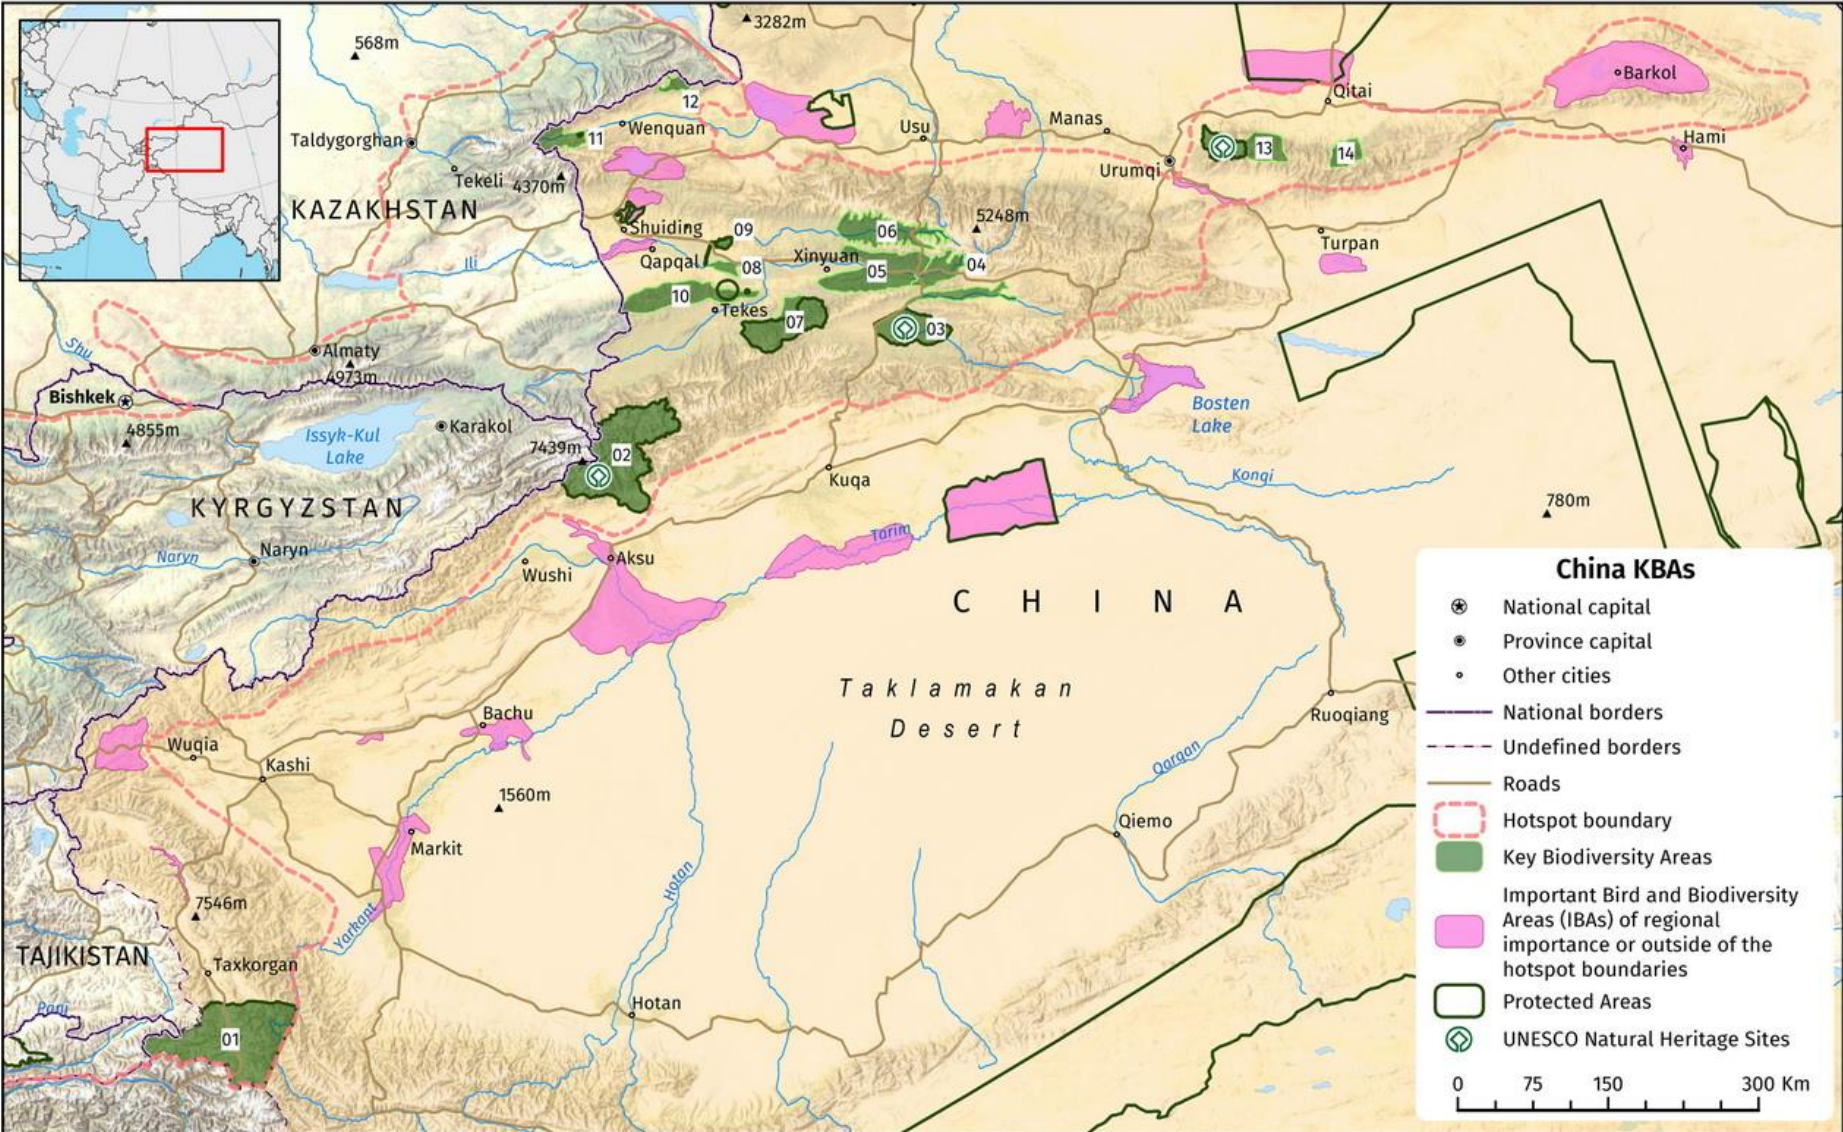 3282m
568m
Barkol
Qitai
12
Manas
Usu
Wenquan
11
Taldygorghan
Hami
13
14
Urumqi
Tekeli
4370m
KAZAKHSTAN
5248m
Shuiding
09
06
Turpan
Qapqal
Xinyuan
Ili
08
05
04
10
Tekes
07
03
Shu
Almaty
4973m
Bishkek
Bosten
Lake
4855m
Issyk-Kul
Lake
Karakol
7439m
02
Kuqa
Konqi
KYRGYZSTAN
780m
Tarim
Naryn
Naryn
Aksu
Wushi
CHINA
Taklamakan
Desert
Bachu
Ruoqiang
Wuqia
Kashi
Qarqan
1560m
Qiemo
Markit
Hotan
7546m
Yarkant
TAJIKISTAN
Taxkorgan
Hotan
Panj
01
China KBAs
National capital
Province capital
Other cities
National borders
Undefined borders
Roads
Hotspot boundary
Key Biodiversity Areas
Important Bird and Biodiversity
Areas (IBAs) of regional
importance or outside of the
hotspot boundaries
Protected Areas
UNESCO Natural Heritage Sites
0 75 150 300 Km